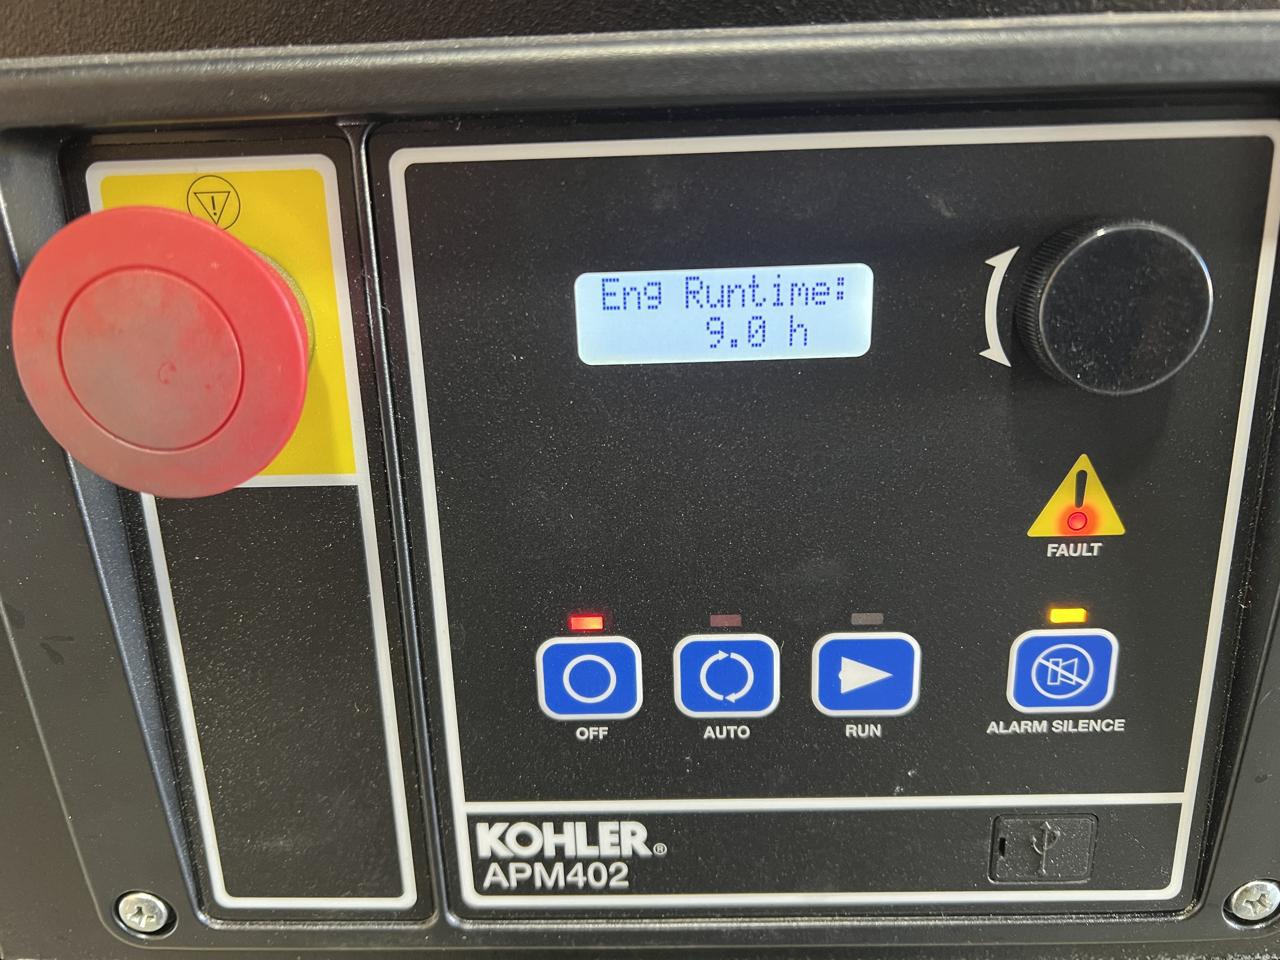 Eng Runtime:
9.0 h
FAULT
OFF
AUTO
RUN
ALARM SILENCE
KOHLER®
APM402